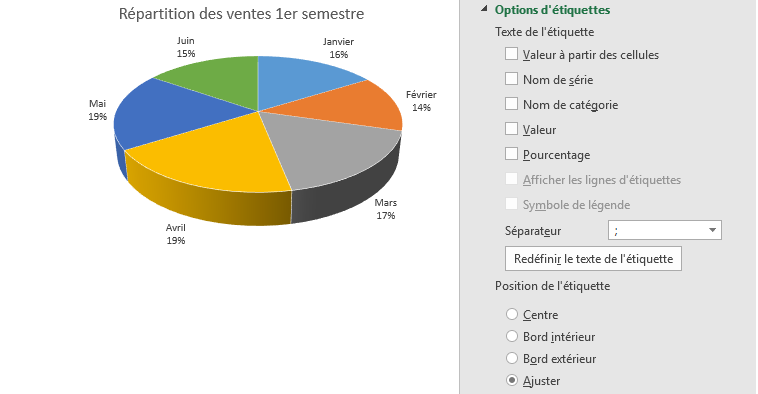 Répartition des ventes 1er semestre
Juin
15%
Janvier
16%
Février
14%
Mai
19%
Mars
17%
Avril
19%
Options d'étiquettes
Texte de l'étiquette
Valeur à partir des cellules
Nom de série
Nom de catégorie
Valeur
Pourcentage
Afficher les lignes d'étiquettes
Symbole de légende
Séparateur ;
Redéfinir le texte de l'étiquette
Position de l'étiquette
Centre
Bord intérieur
Bord extérieur
Ajuster